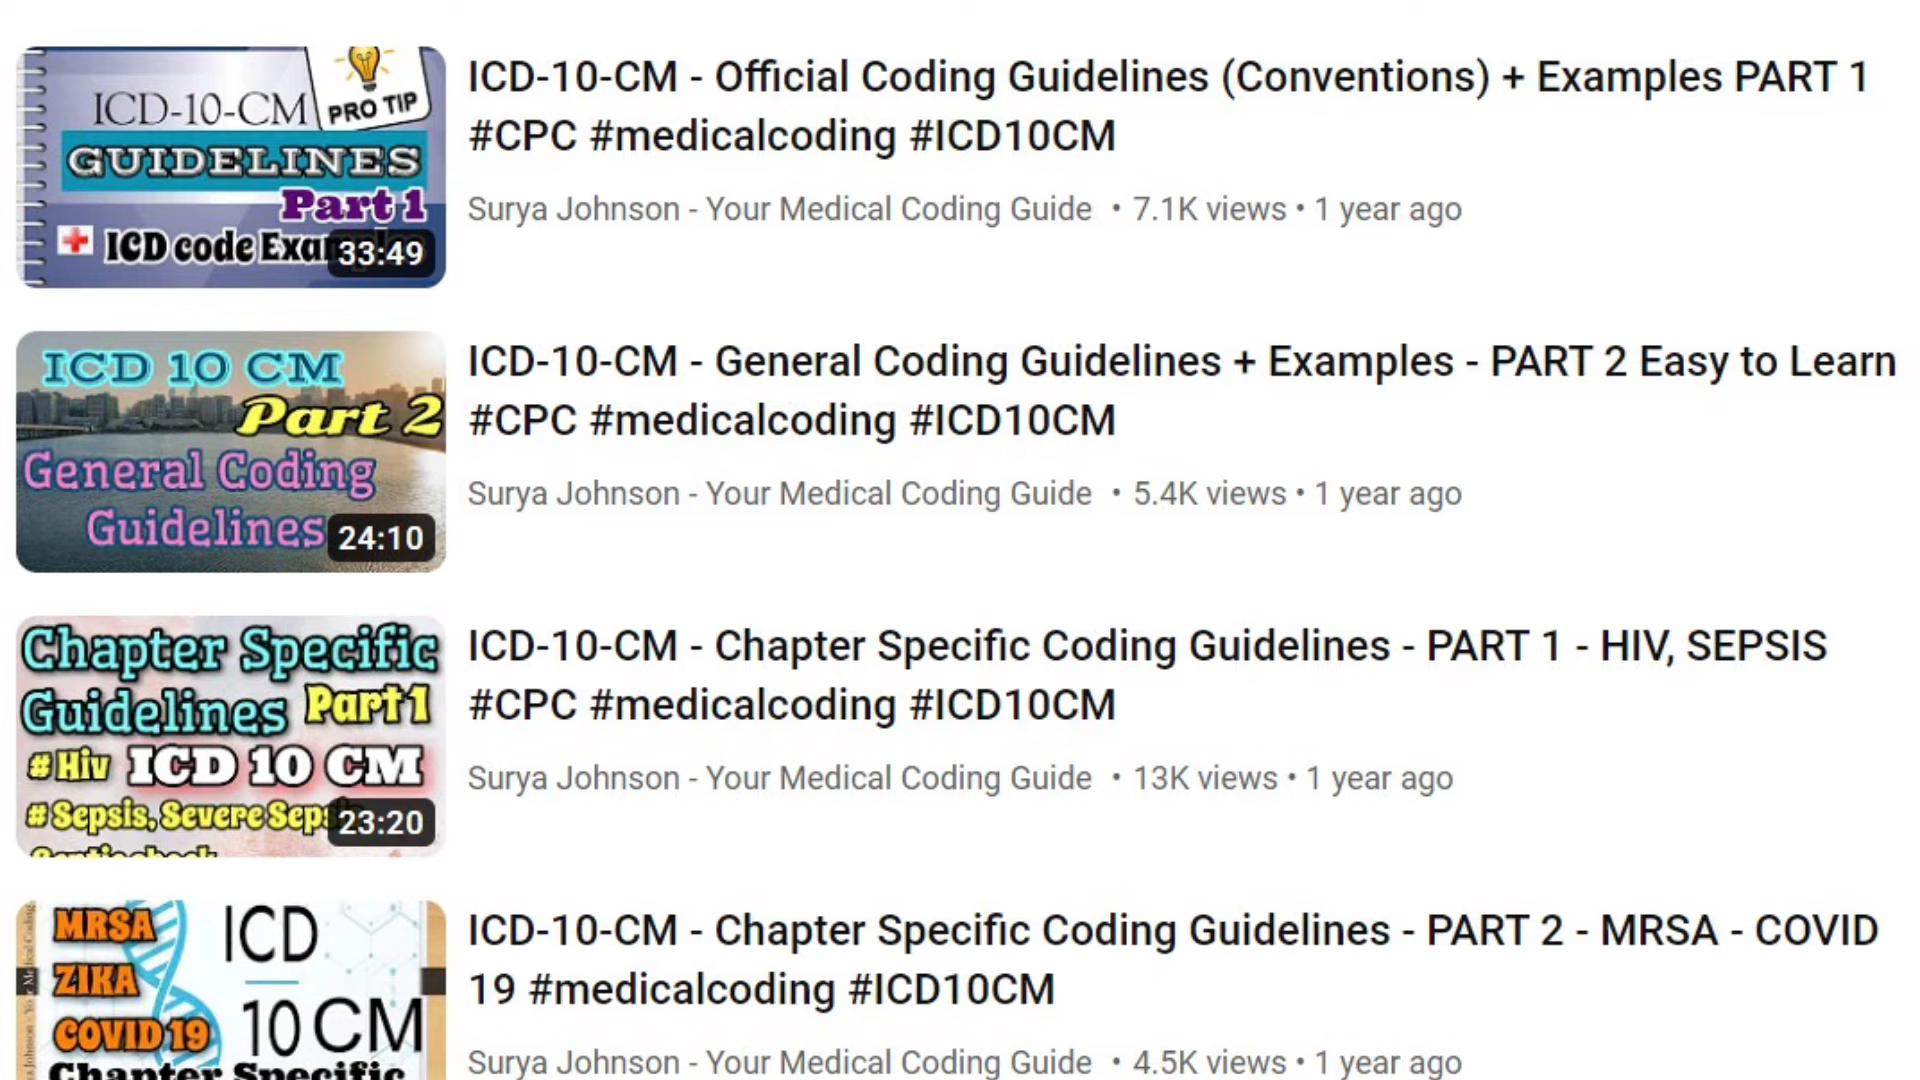 ICD-10-CM
PRO TIP
GUIDELINES
Part 1
ICD code
33:49
ICD-10-CM - Official Coding Guidelines (Conventions) + Examples PART 1
#CPC #medicalcoding #ICD10CM
Surya Johnson - Your Medical Coding Guide • 7.1K views • 1 year ago
ICD 10 CM
Part 2
General Coding
Guidelines
24:10
ICD-10-CM - General Coding Guidelines + Examples - PART 2 Easy to Learn
#CPC #medicalcoding #ICD10CM
Surya Johnson - Your Medical Coding Guide • 5.4K views • 1 year ago
Chapter Specific
Guidelines Part 1
# Hiv ICD 10 CM
# Sepsis, Severe
23:20
ICD-10-CM - Chapter Specific Coding Guidelines - PART 1 - HIV, SEPSIS
#CPC #medicalcoding #ICD10CM
Surya Johnson - Your Medical Coding Guide • 13K views • 1 year ago
MRSA
ZIKA
COVID 19
ICD
10 CM
Chapter Specific
ICD-10-CM - Chapter Specific Coding Guidelines - PART 2 - MRSA - COVID
19 #medicalcoding #ICD10CM
Surya Johnson - Your Medical Coding Guide • 4.5K views • 1 year ago